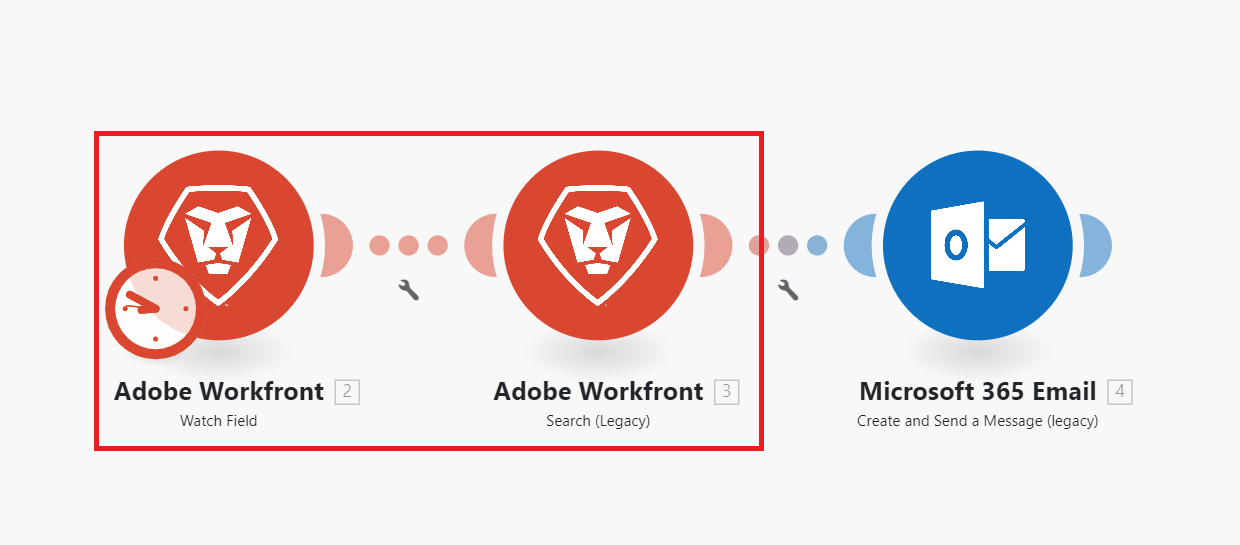 Adobe Workfront 2
Watch Field
Adobe Workfront 3
Search (Legacy)
Microsoft 365 Email 4
Create and Send a Message (legacy)